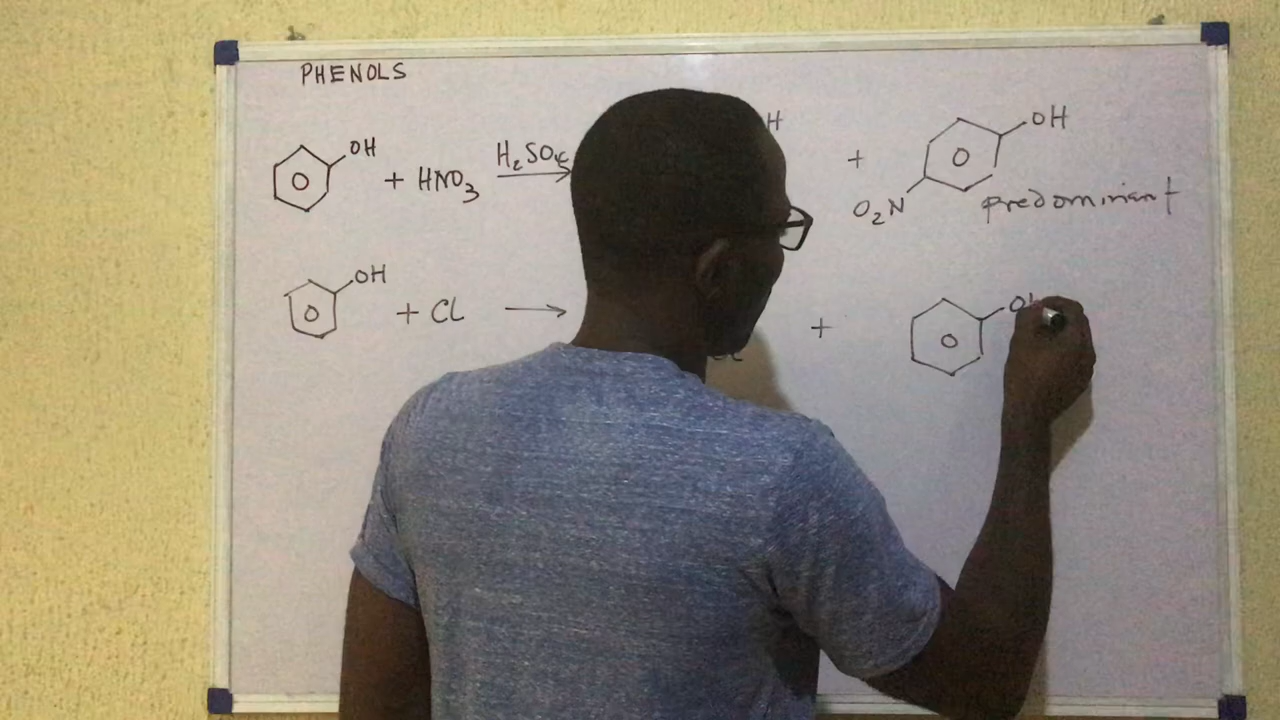 PHENOLS
OH + HNO3 H2SO4 H + OH
O2N predominant
OH + Cl → + O